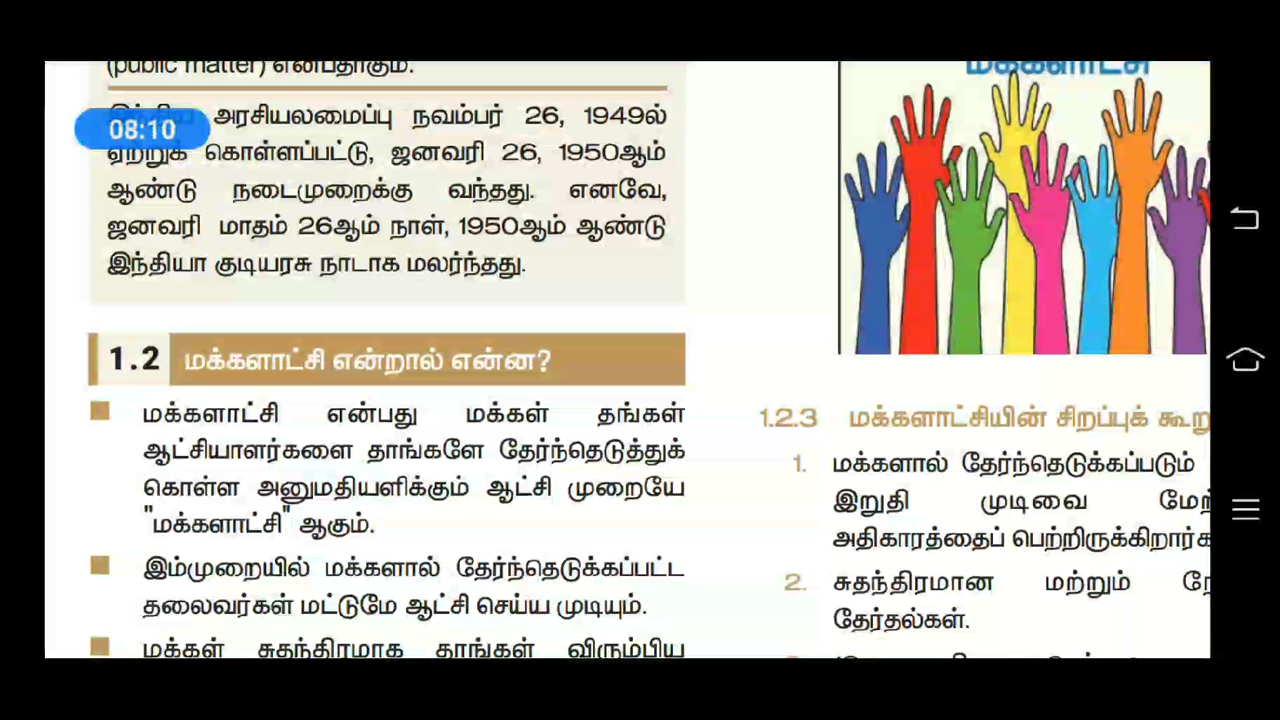 (public matter) என்பதாகும்.
08:10
இந்திய அரசியலமைப்பு நவம்பர் 26, 1949ல்
ஏற்றுக் கொள்ளப்பட்டு, ஜனவரி 26, 1950ஆம்
ஆண்டு நடைமுறைக்கு வந்தது. எனவே,
ஜனவரி மாதம் 26ஆம் நாள், 1950ஆம் ஆண்டு
இந்தியா குடியரசு நாடாக மலர்ந்தது.
1.2 மக்களாட்சி என்றால் என்ன?
மக்களாட்சி என்பது மக்கள் தங்கள்
ஆட்சியாளர்களை தாங்களே தேர்ந்தெடுத்துக்
கொள்ள அனுமதியளிக்கும் ஆட்சி முறையே
"மக்களாட்சி" ஆகும்.
இம்முறையில் மக்களால் தேர்ந்தெடுக்கப்பட்ட
தலைவர்கள் மட்டுமே ஆட்சி செய்ய முடியும்.
மக்கள் சுதந்திரமாக தாங்கள் விரும்பிய
மக்களாட்சி
1.2.3 மக்களாட்சியின் சிறப்புக் கூறு
1. மக்களால் தேர்ந்தெடுக்கப்படும்
இறுதி முடிவை
அதிகாரத்தைப்
2. சுதந்திரமான மற்றும்
தேர்தல்கள்.